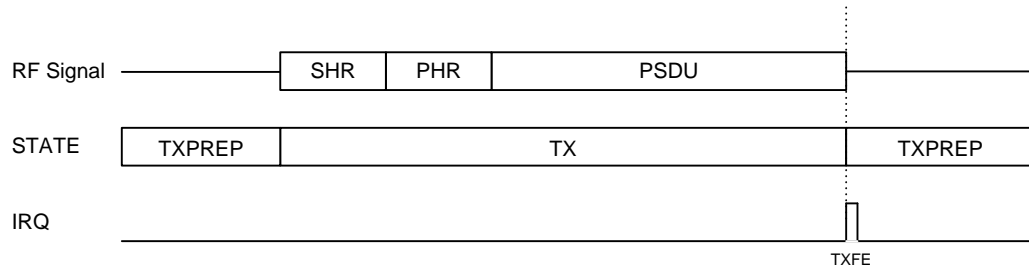 RF Signal SHR PHR PSDU
STATE TXPREP TX TXPREP
IRQ
TXFE